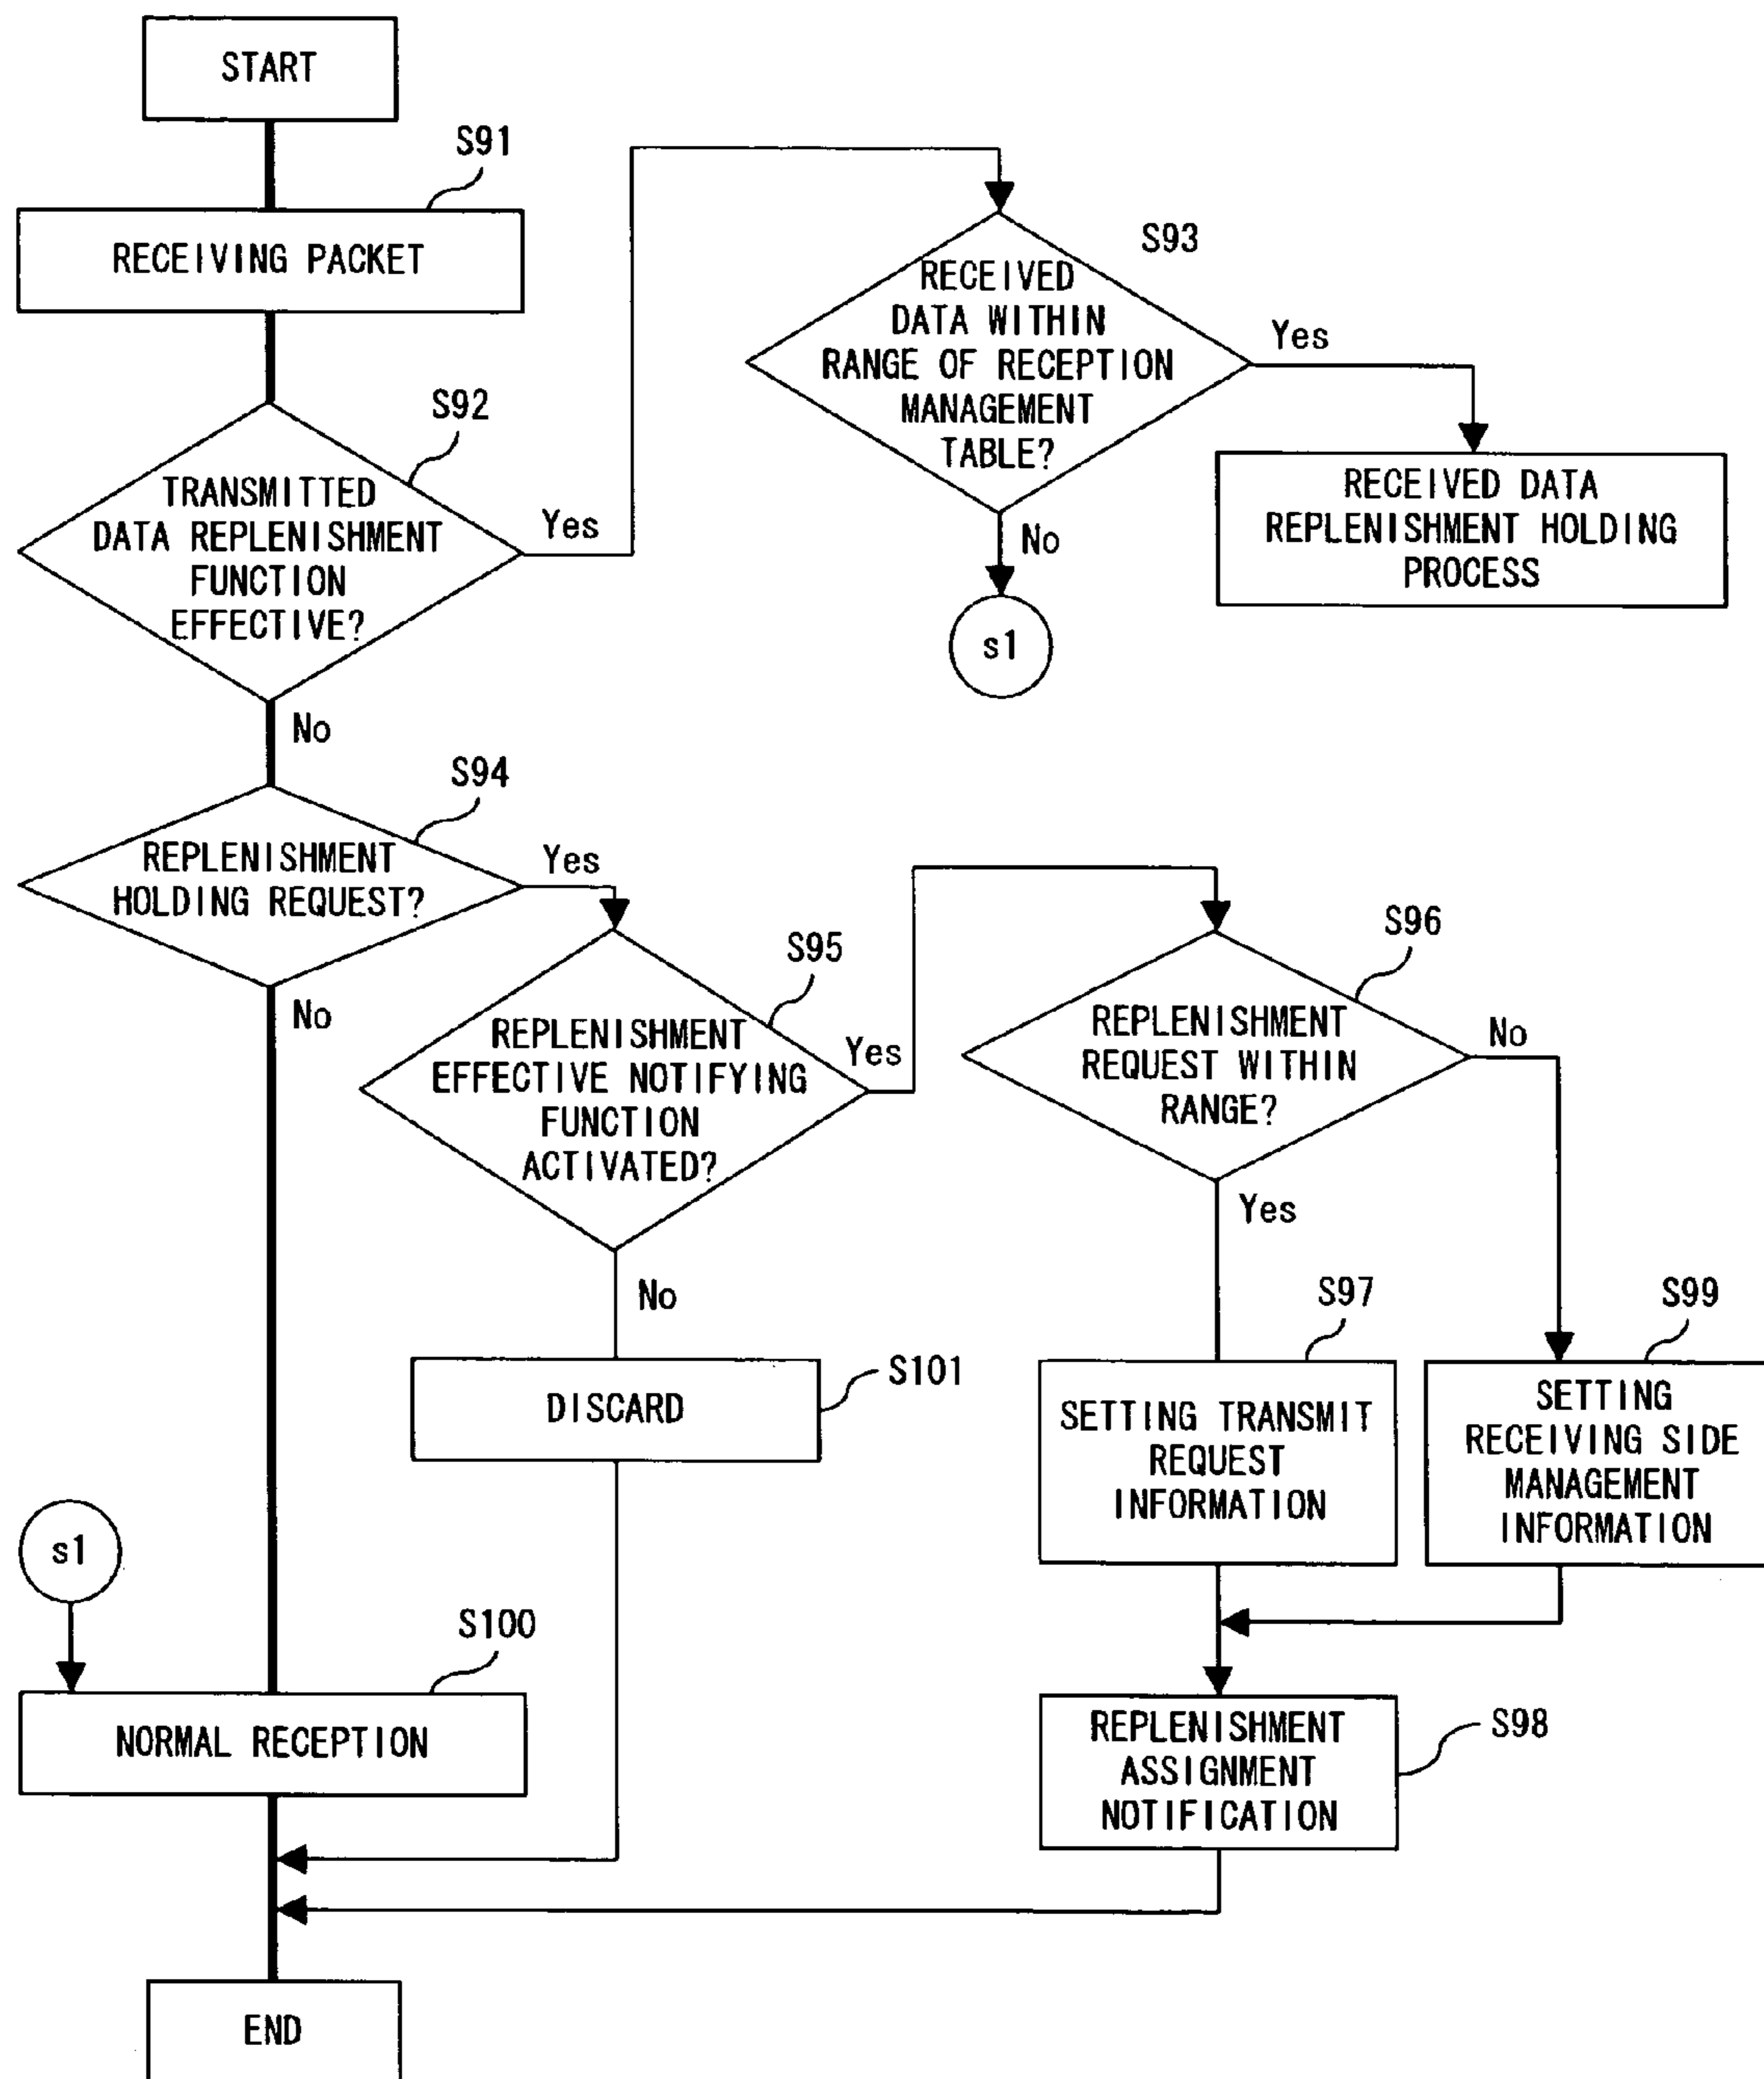 START
S91
RECEIVING PACKET
S92
TRANSMITTED
DATA REPLENISHMENT
FUNCTION
EFFECTIVE?
Yes
No
S93
RECEIVED
DATA WITHIN
RANGE OF RECEPTION
MANAGEMENT
TABLE?
Yes
No
RECEIVED DATA
REPLENISHMENT HOLDING
PROCESS
s1
S94
REPLENISHMENT
HOLDING REQUEST?
Yes
No
S95
REPLENISHMENT
EFFECTIVE NOTIFYING
FUNCTION
ACTIVATED?
Yes
No
S96
REPLENISHMENT
REQUEST WITHIN
RANGE?
No
Yes
S97
SETTING TRANSMIT
REQUEST
INFORMATION
S99
SETTING
RECEIVING SIDE
MANAGEMENT
INFORMATION
S101
DISCARD
s1
S100
NORMAL RECEPTION
S98
REPLENISHMENT
ASSIGNMENT
NOTIFICATION
END